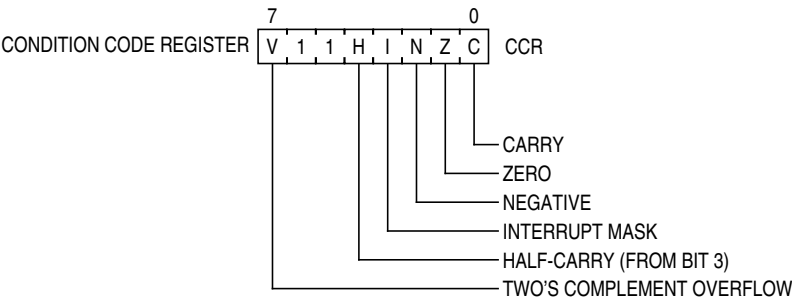 7 0
CONDITION CODE REGISTER V 1 1 H I N Z C CCR
CARRY
ZERO
NEGATIVE
INTERRUPT MASK
HALF-CARRY (FROM BIT 3)
TWO'S COMPLEMENT OVERFLOW